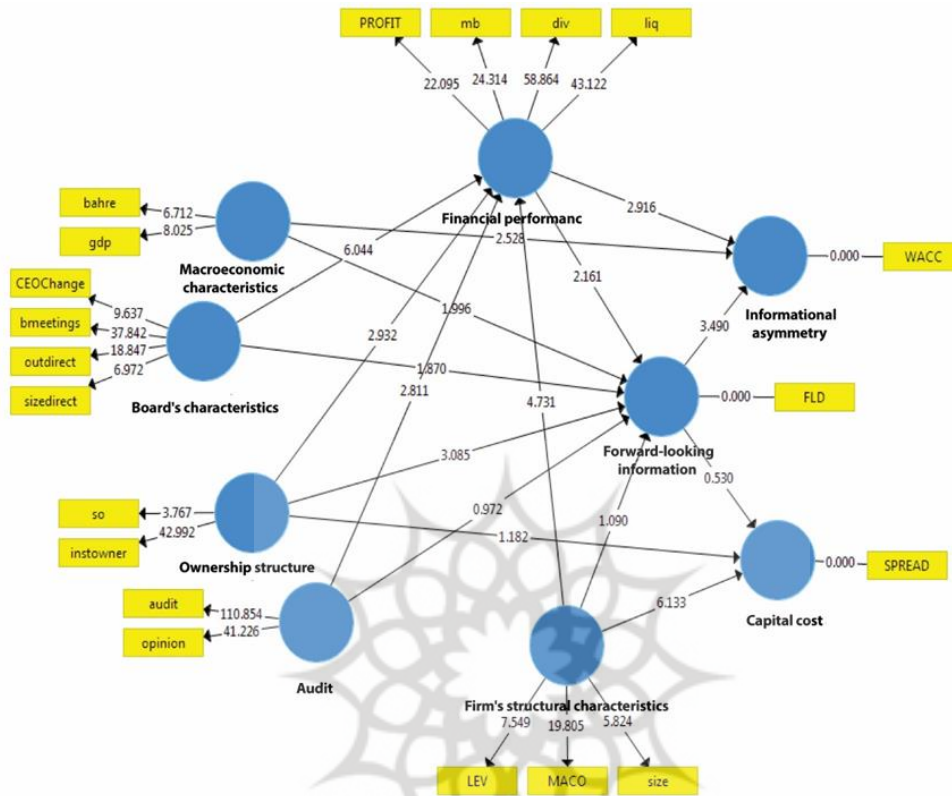 PROFIT mb div liq
22.095 24.314 58.864 43.122
Financial performanc
bahre 6.712
gdp 8.025
Macroeconomic
characteristics
CEOChange 9.637
bmeetings 37.842
outdirect 18.847
sizedirect 6.972
Board's characteristics
6.044
2.528
2.916
2.161
WACC 0.000
Informational
asymmetry
1.996
2.932
3.490
1.870
2.811
4.731
FLD 0.000
Forward-looking
information
3.085
0.530
so 3.767
instowner 42.992
Ownership structure
0.972
1.090
1.182
SPREAD 0.000
Capital cost
6.133
audit 110.854
opinion 41.226
Audit
Firm's structural characteristics
7.549 19.805 5.824
LEV MACO size